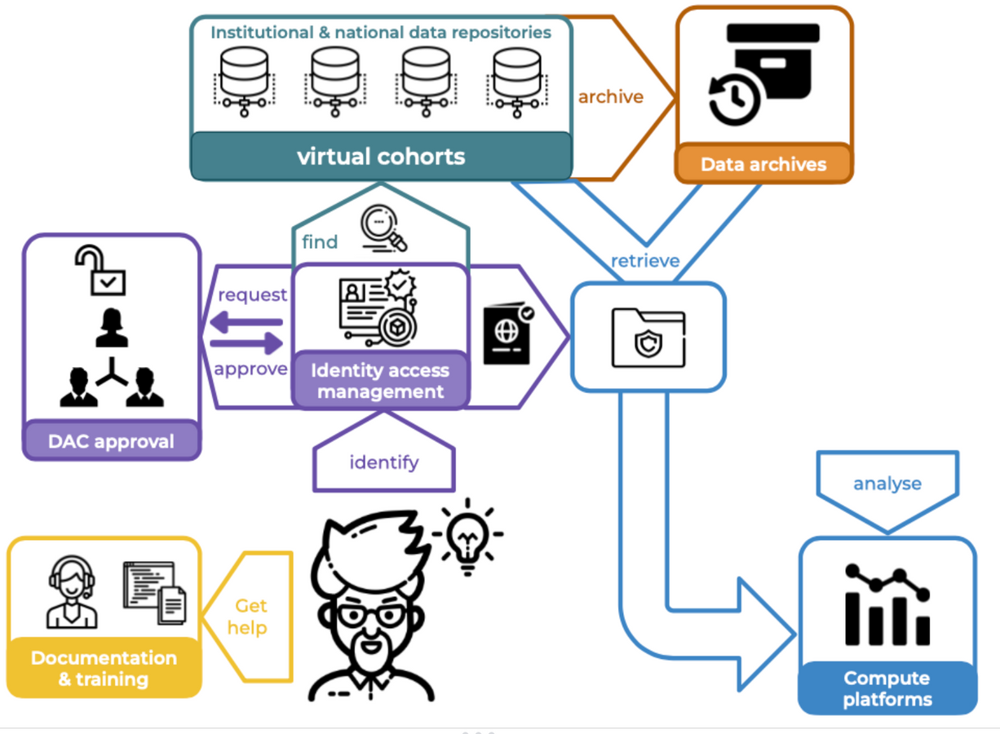 Institutional & national data repositories
virtual cohorts
archive
Data archives
find
retrieve
request
approve
Identity access
management
DAC approval
identify
analyse
Get
help
Documentation
& training
Compute
platforms